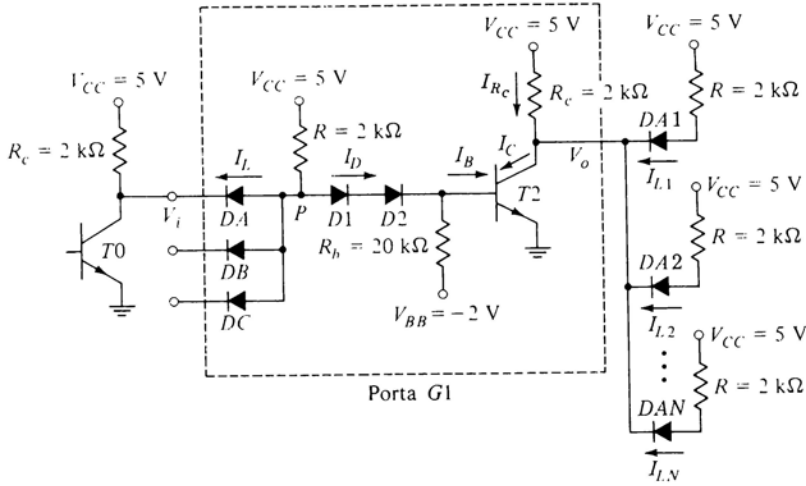 V_CC = 5 V
V_CC = 5 V
V_CC = 5 V
V_CC = 5 V
I_Rc
R_c = 2 kΩ
R = 2 kΩ
R_c = 2 kΩ
R = 2 kΩ
DA1
I_L
I_D
I_B
I_C
V_o
I_L1
V_i
DA
P
D1
D2
T2
V_CC = 5 V
T0
DB
R_b = 20 kΩ
R = 2 kΩ
DA2
DC
V_BB = −2 V
I_L2
V_CC = 5 V
Porta G1
R = 2 kΩ
DAN
I_LN